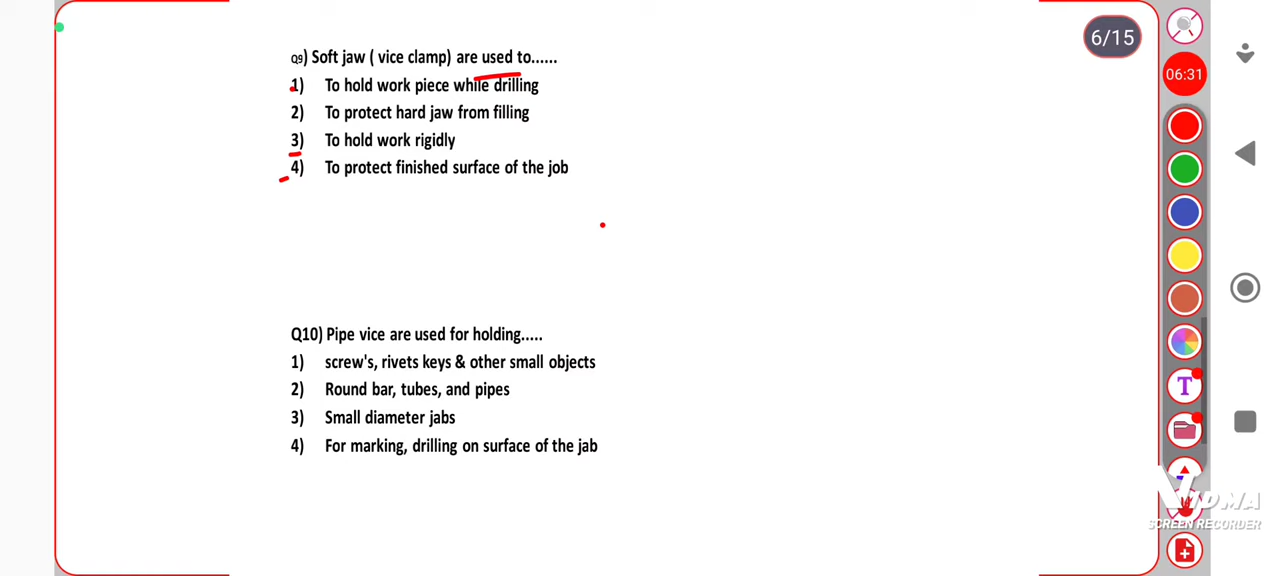 6/15
Q9) Soft jaw ( vice clamp) are used to......
06:31
1) To hold work piece while drilling
2) To protect hard jaw from filling
3) To hold work rigidly
4) To protect finished surface of the job
Q10) Pipe vice are used for holding.....
1) screw's, rivets keys & other small objects
2) Round bar, tubes, and pipes
3) Small diameter jabs
4) For marking, drilling on surface of the jab
T
VIDMA
SCREEN RECORDER